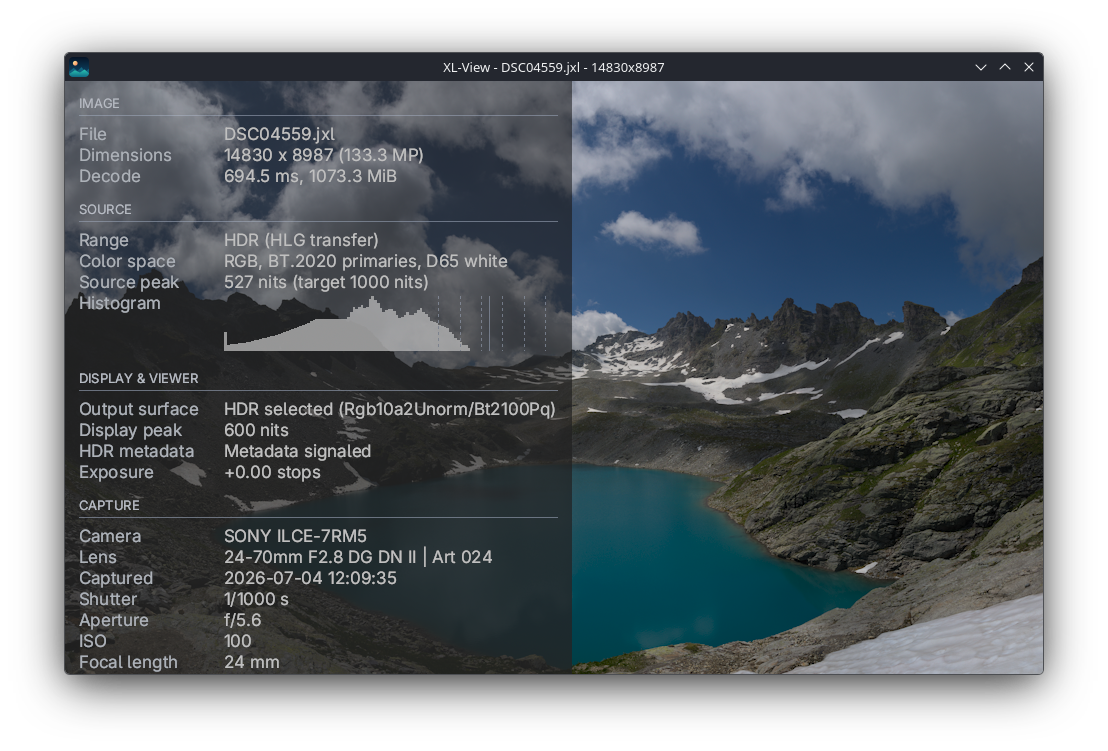 XL-View - DSC04559.jxl - 14830x8987
IMAGE
File DSC04559.jxl
Dimensions 14830 x 8987 (133.3 MP)
Decode 694.5 ms, 1073.3 MiB
SOURCE
Range HDR (HLG transfer)
Color space RGB, BT.2020 primaries, D65 white
Source peak 527 nits (target 1000 nits)
Histogram
DISPLAY & VIEWER
Output surface HDR selected (Rgb10a2Unorm/Bt2100Pq)
Display peak 600 nits
HDR metadata Metadata signaled
Exposure +0.00 stops
CAPTURE
Camera SONY ILCE-7RM5
Lens 24-70mm F2.8 DG DN II | Art 024
Captured 2026-07-04 12:09:35
Shutter 1/1000 s
Aperture f/5.6
ISO 100
Focal length 24 mm